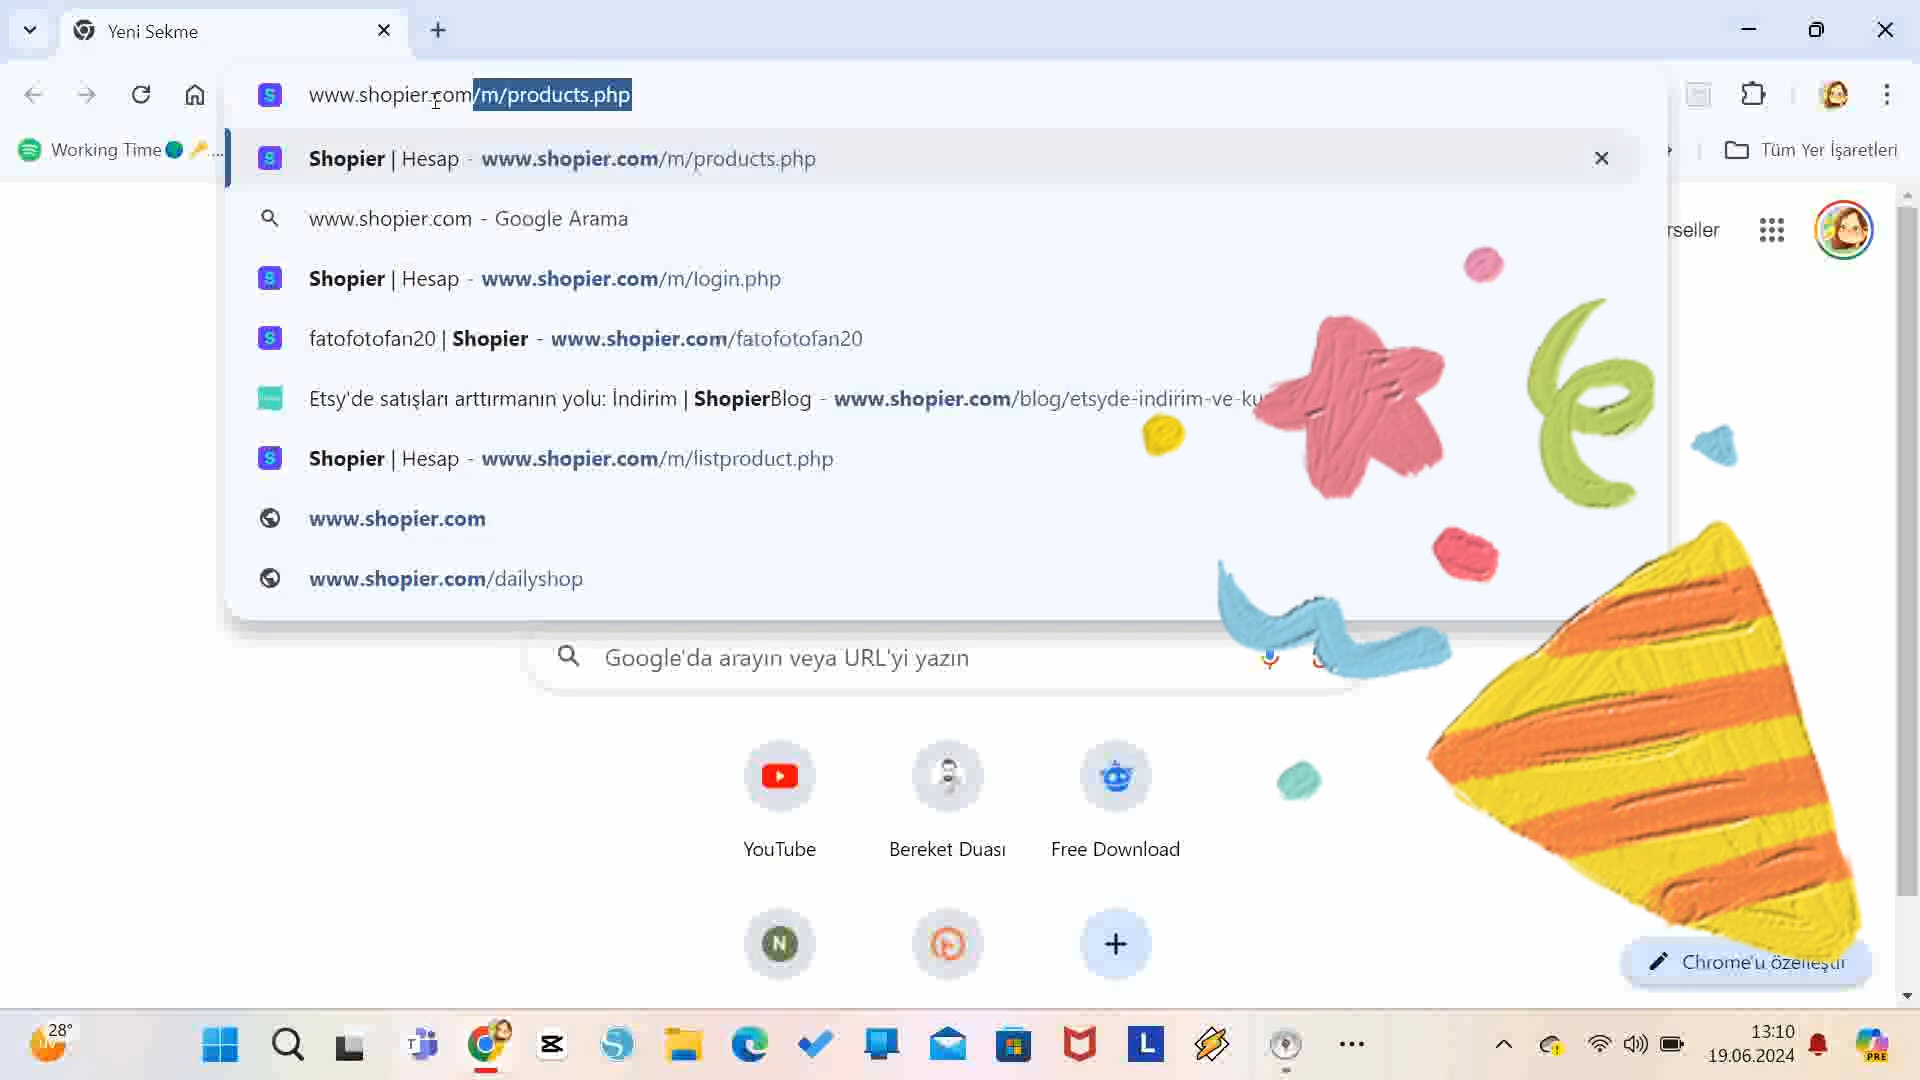 Yeni Sekme
www.shopier.com/m/products.php
Working Time
...
Tüm Yer İşaretleri
Shopier | Hesap - www.shopier.com/m/products.php
www.shopier.com - Google Arama
rseller
Shopier | Hesap - www.shopier.com/m/login.php
fatofotofan20 | Shopier - www.shopier.com/fatofotofan20
Etsy'de satışları arttırmanın yolu: İndirim | ShopierBlog - www.shopier.com/blog/etsyde-indirim-ve-ku
Shopier | Hesap - www.shopier.com/m/listproduct.php
www.shopier.com
www.shopier.com/dailyshop
Google'da arayın veya URL'yi yazın
YouTube
Bereket Duası
Free Download
N
Chrome'u özelleştir
28°
UV
13:10
19.06.2024
L
PRE